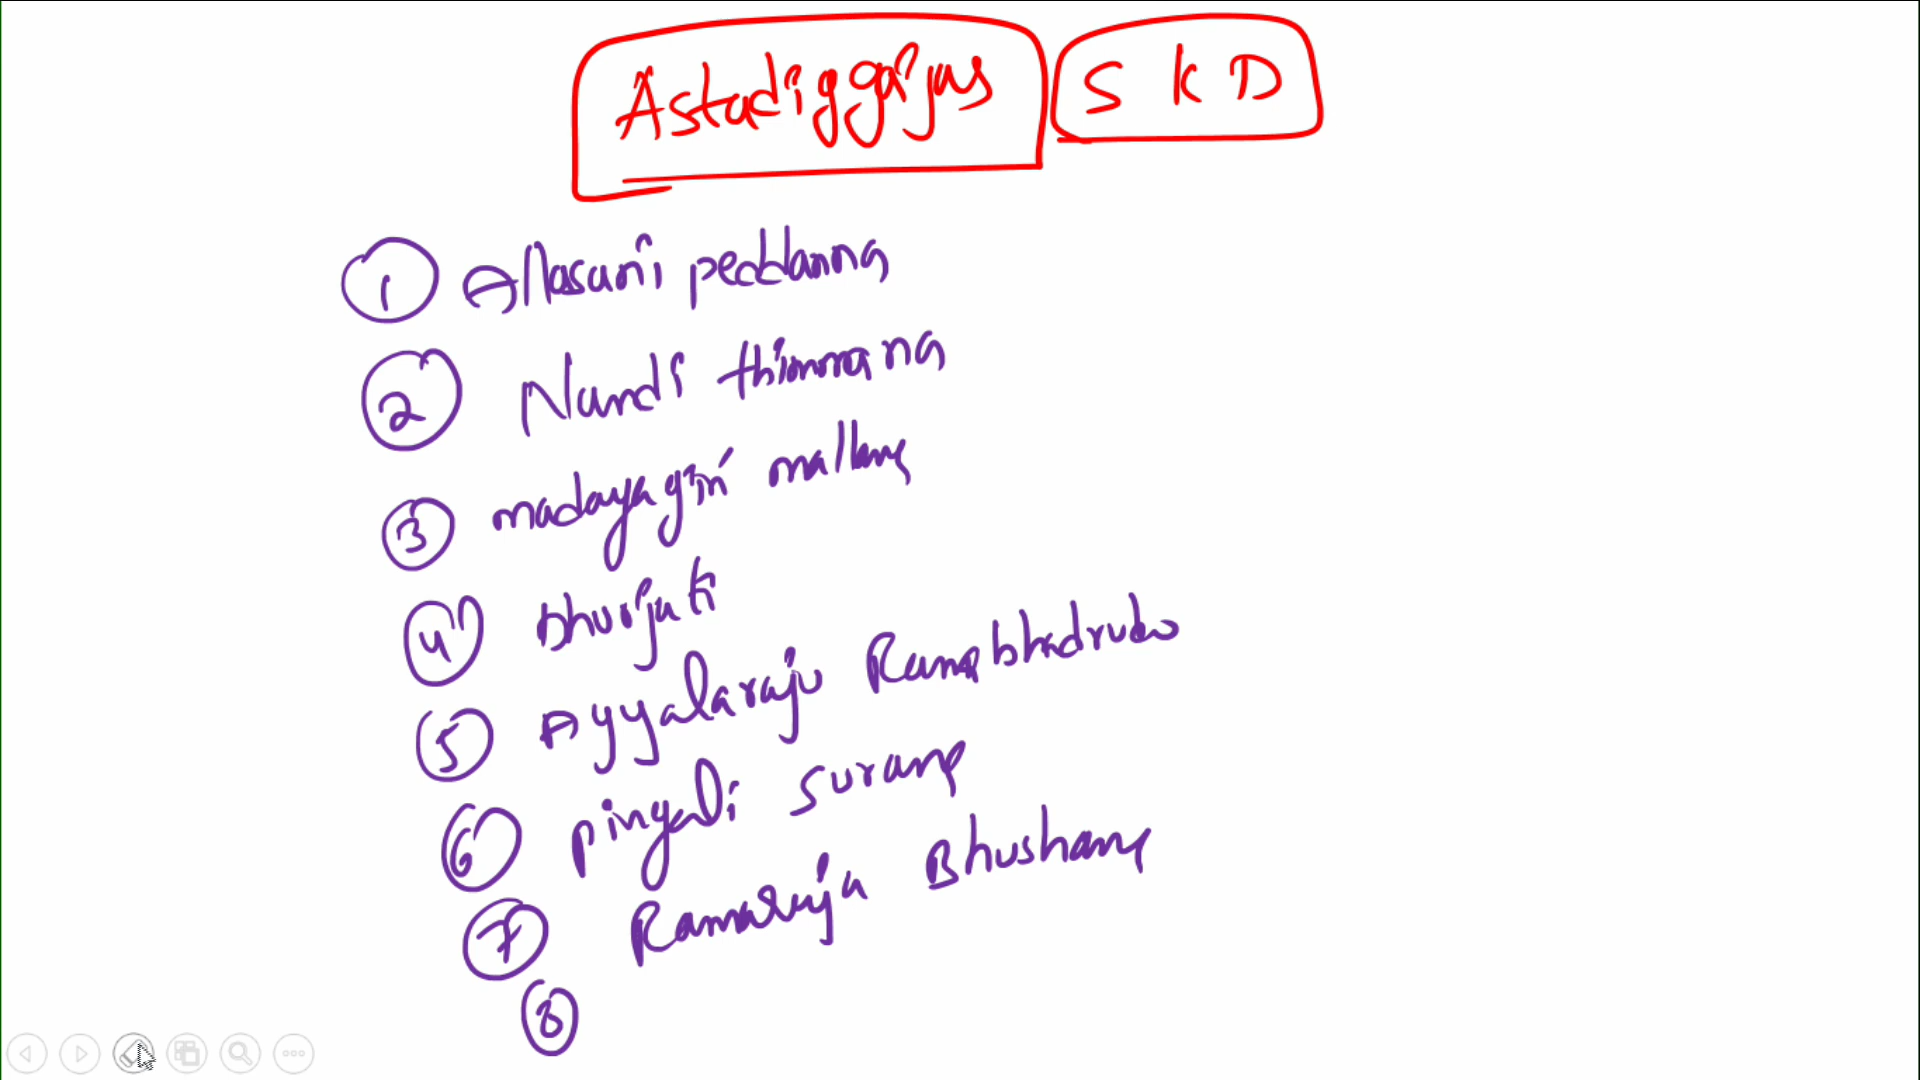 Astadiggajas S K D
1 Allasani peddanna
2 Nandi thimmana
3 madayagiri mallana
4 Dhurjati
5 Ayyalaraju Ramabhadrudu
6 pingali surana
7 Ramaraja Bhushana
8